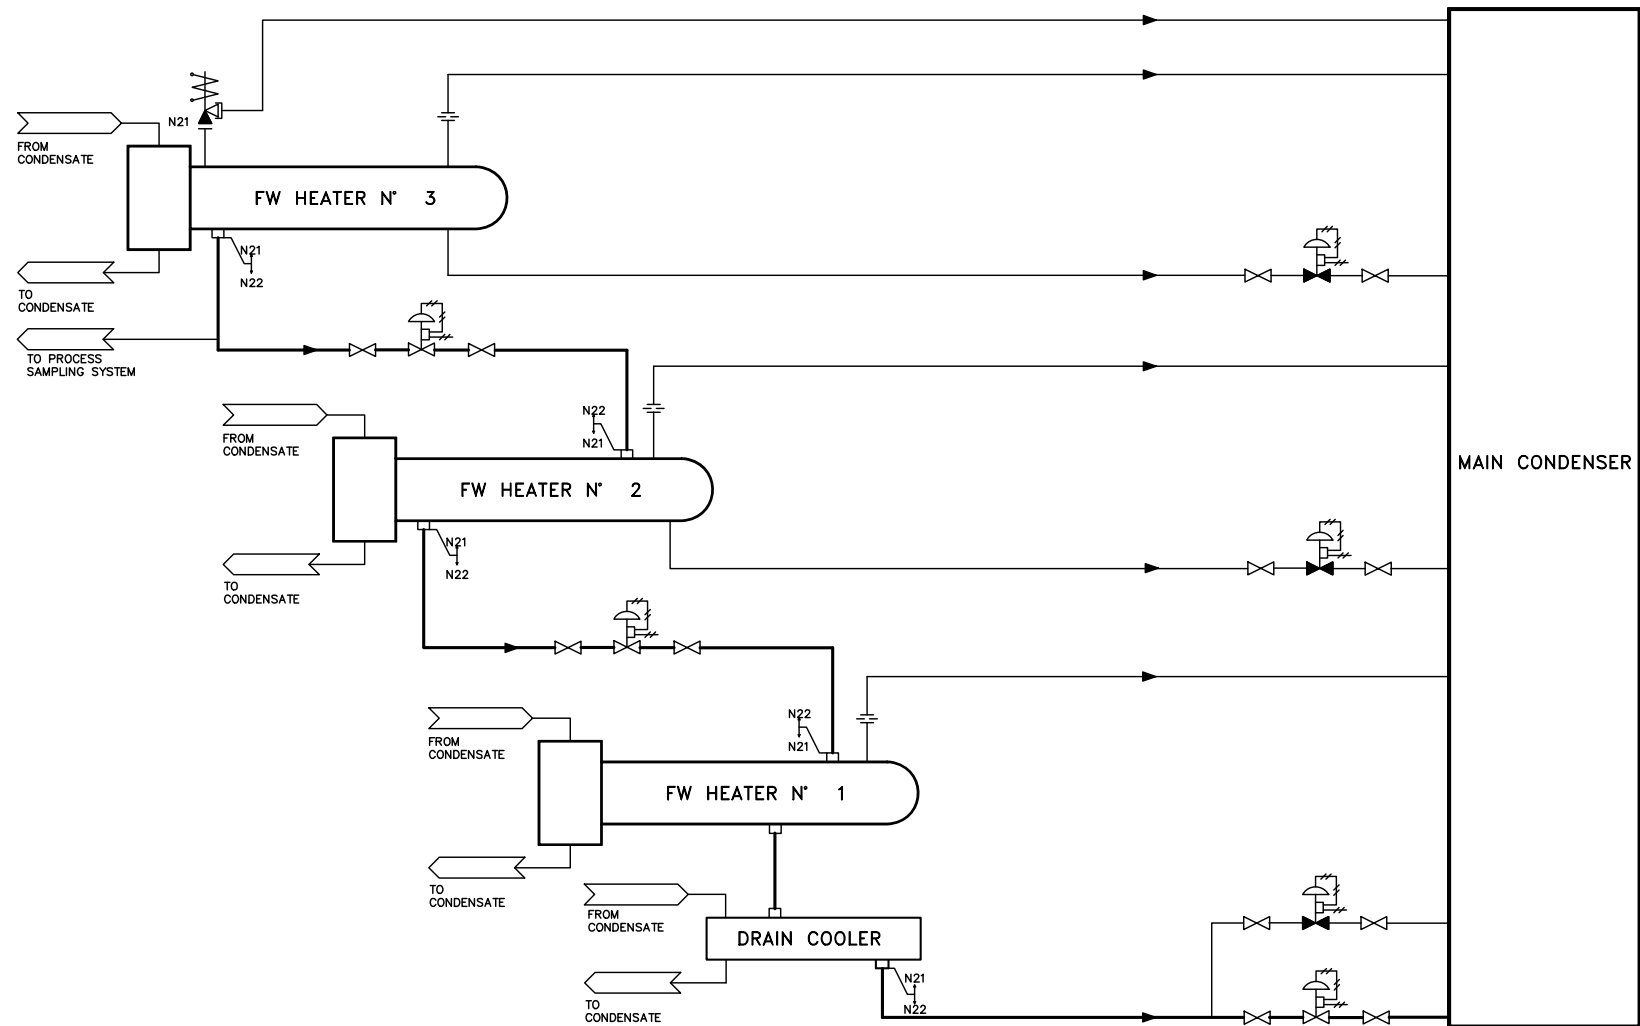 N21
FROM
CONDENSATE
FW HEATER N° 3
N21
N22
TO
CONDENSATE
TO PROCESS
SAMPLING SYSTEM
N22
N21
FROM
CONDENSATE
MAIN CONDENSER
FW HEATER N° 2
N21
N22
TO
CONDENSATE
N22
N21
FROM
CONDENSATE
FW HEATER N° 1
TO
CONDENSATE
FROM
CONDENSATE
DRAIN COOLER
N21
N22
TO
CONDENSATE